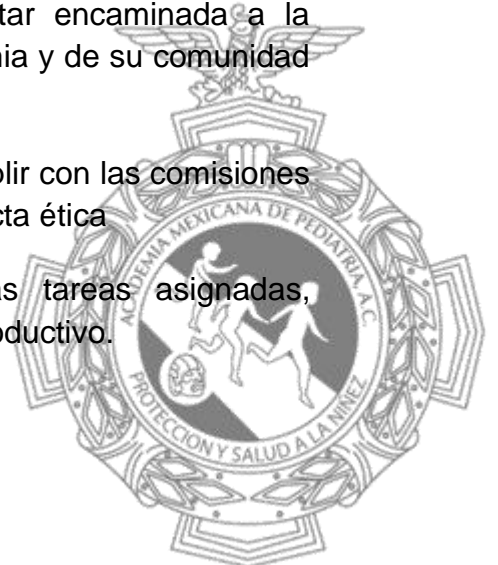 tar encaminada a la
nia y de su comunidad
olir con las comisiones
cta ética
as tareas asignadas,
oductivo.
ACADEMIA MEXICANA DE PEDIATRIA, A.C.
PROTECCION Y SALUD A LA NIÑEZ